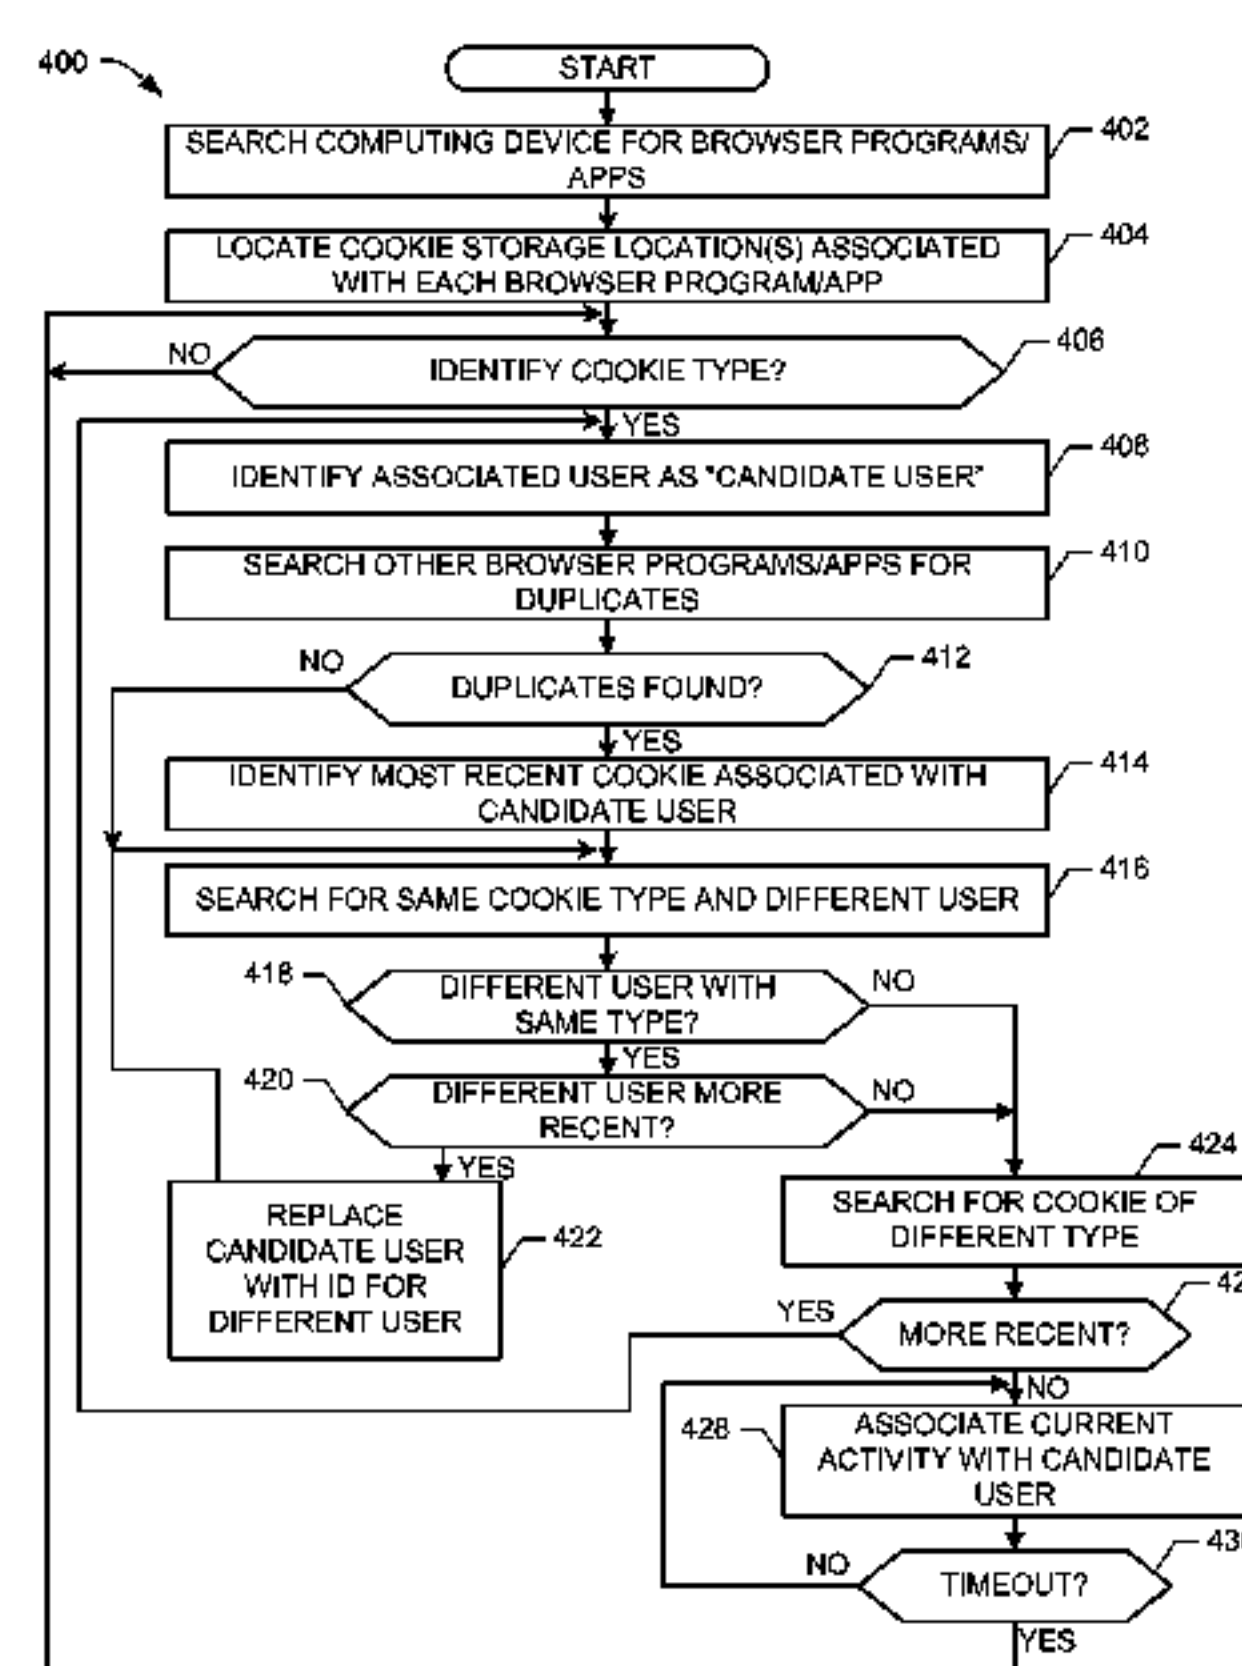 400
START
SEARCH COMPUTING DEVICE FOR BROWSER PROGRAMS/
APPS
402
LOCATE COOKIE STORAGE LOCATION(S) ASSOCIATED
WITH EACH BROWSER PROGRAM/APP
404
NO
IDENTIFY COOKIE TYPE?
406
YES
IDENTIFY ASSOCIATED USER AS "CANDIDATE USER"
408
SEARCH OTHER BROWSER PROGRAMS/APPS FOR
DUPLICATES
410
NO
DUPLICATES FOUND?
412
YES
IDENTIFY MOST RECENT COOKIE ASSOCIATED WITH
CANDIDATE USER
414
SEARCH FOR SAME COOKIE TYPE AND DIFFERENT USER
416
418
DIFFERENT USER WITH
SAME TYPE?
NO
YES
420
DIFFERENT USER MORE
RECENT?
NO
YES
REPLACE
CANDIDATE USER
WITH ID FOR
DIFFERENT USER
422
424
SEARCH FOR COOKIE OF
DIFFERENT TYPE
YES
MORE RECENT?
NO
428
ASSOCIATE CURRENT
ACTIVITY WITH CANDIDATE
USER
NO
TIMEOUT?
YES